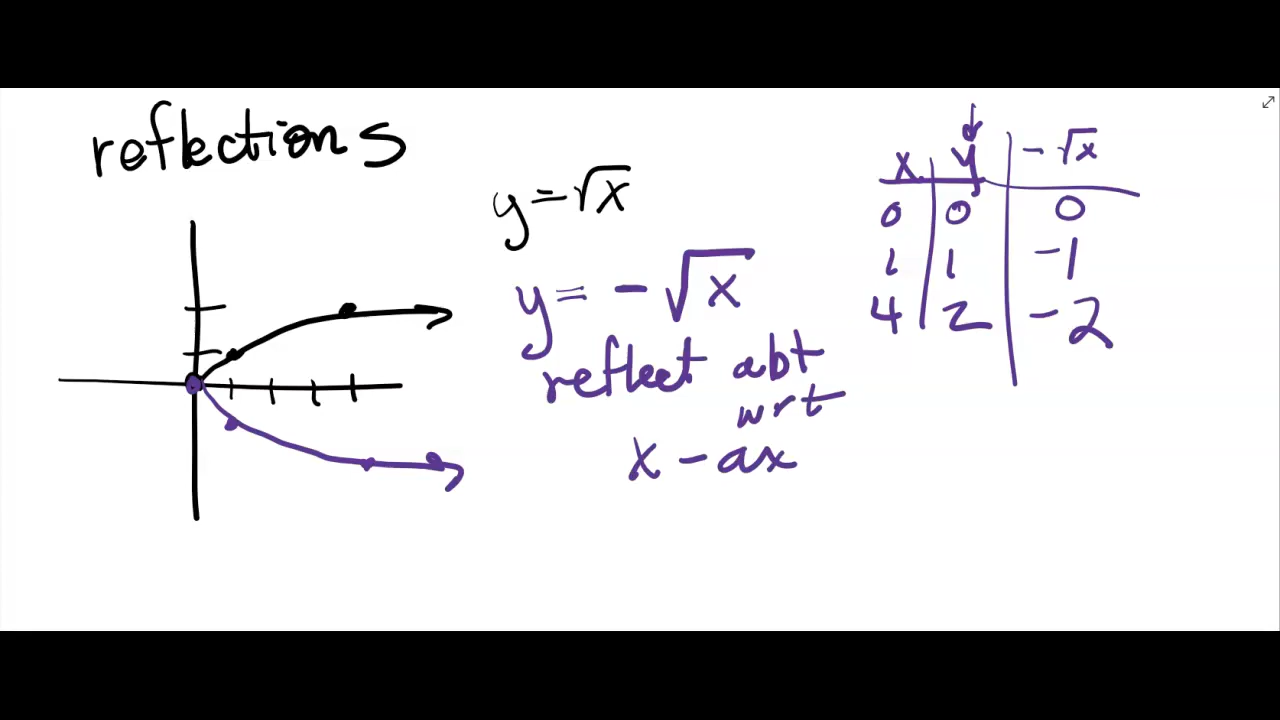 reflections
y = √x
y = - √x
reflect abt
wrt
x - ax
x y - √x
0 0 0
1 1 -1
4 2 -2